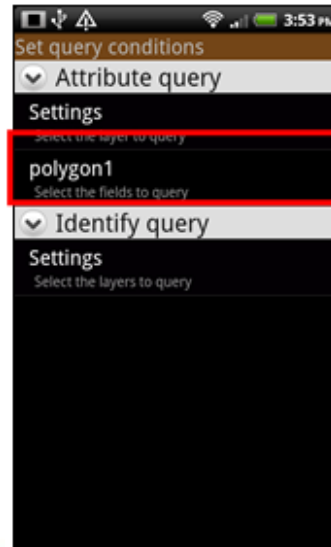 3:53 PM
Set query conditions
Attribute query
Settings
Select the layer to query
polygon1
Select the fields to query
Identify query
Settings
Select the layers to query